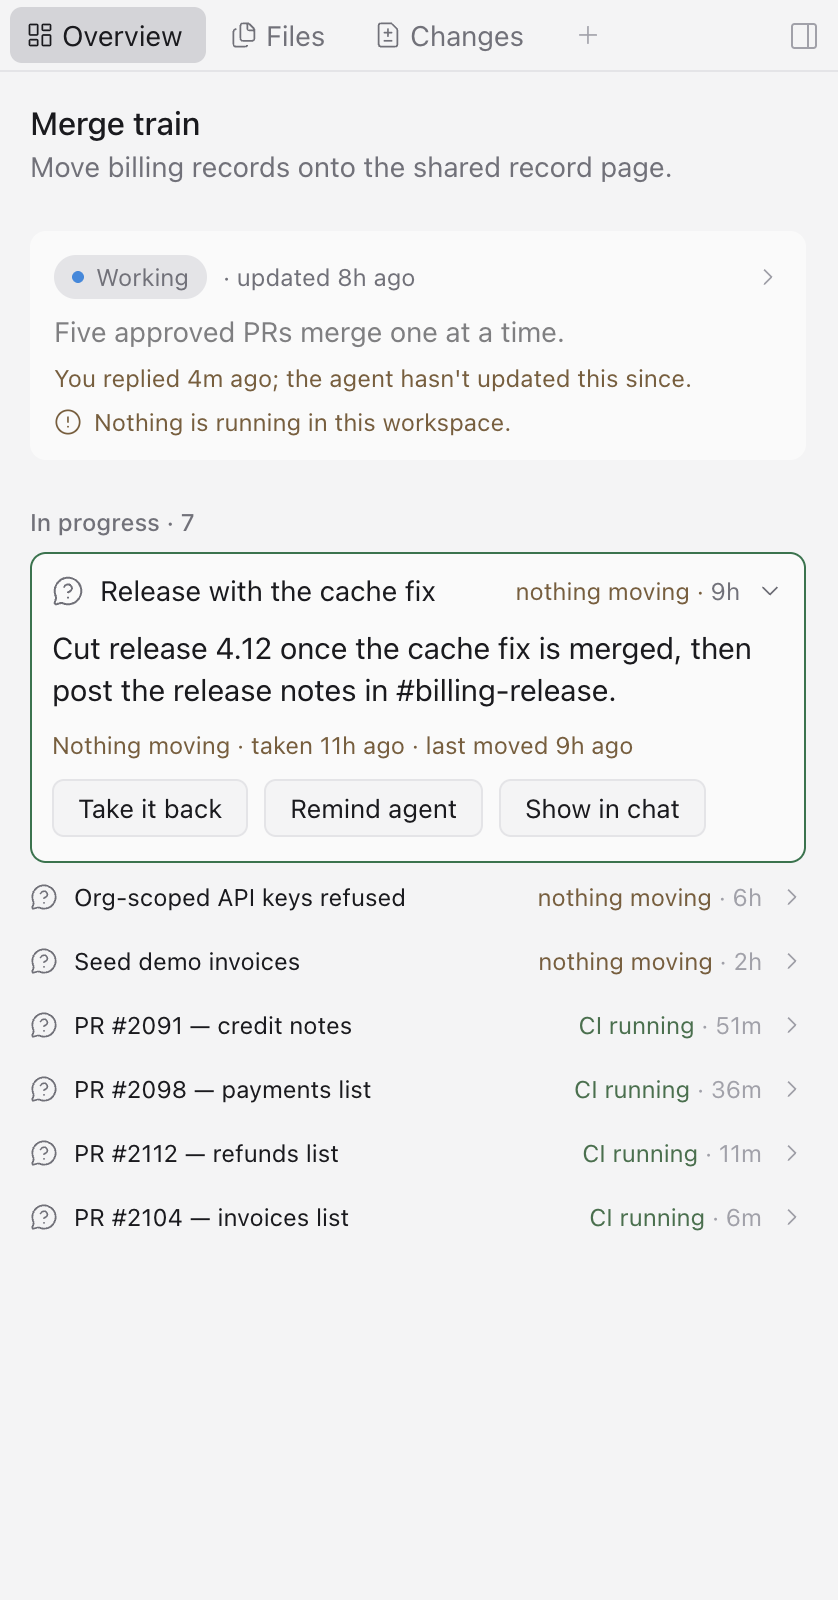 Overview Files Changes
Merge train
Move billing records onto the shared record page.
Working · updated 8h ago
Five approved PRs merge one at a time.
You replied 4m ago; the agent hasn't updated this since.
Nothing is running in this workspace.
In progress · 7
Release with the cache fix nothing moving · 9h
Cut release 4.12 once the cache fix is merged, then
post the release notes in #billing-release.
Nothing moving · taken 11h ago · last moved 9h ago
Take it back Remind agent Show in chat
Org-scoped API keys refused nothing moving · 6h
Seed demo invoices nothing moving · 2h
PR #2091 — credit notes CI running · 51m
PR #2098 — payments list CI running · 36m
PR #2112 — refunds list CI running · 11m
PR #2104 — invoices list CI running · 6m